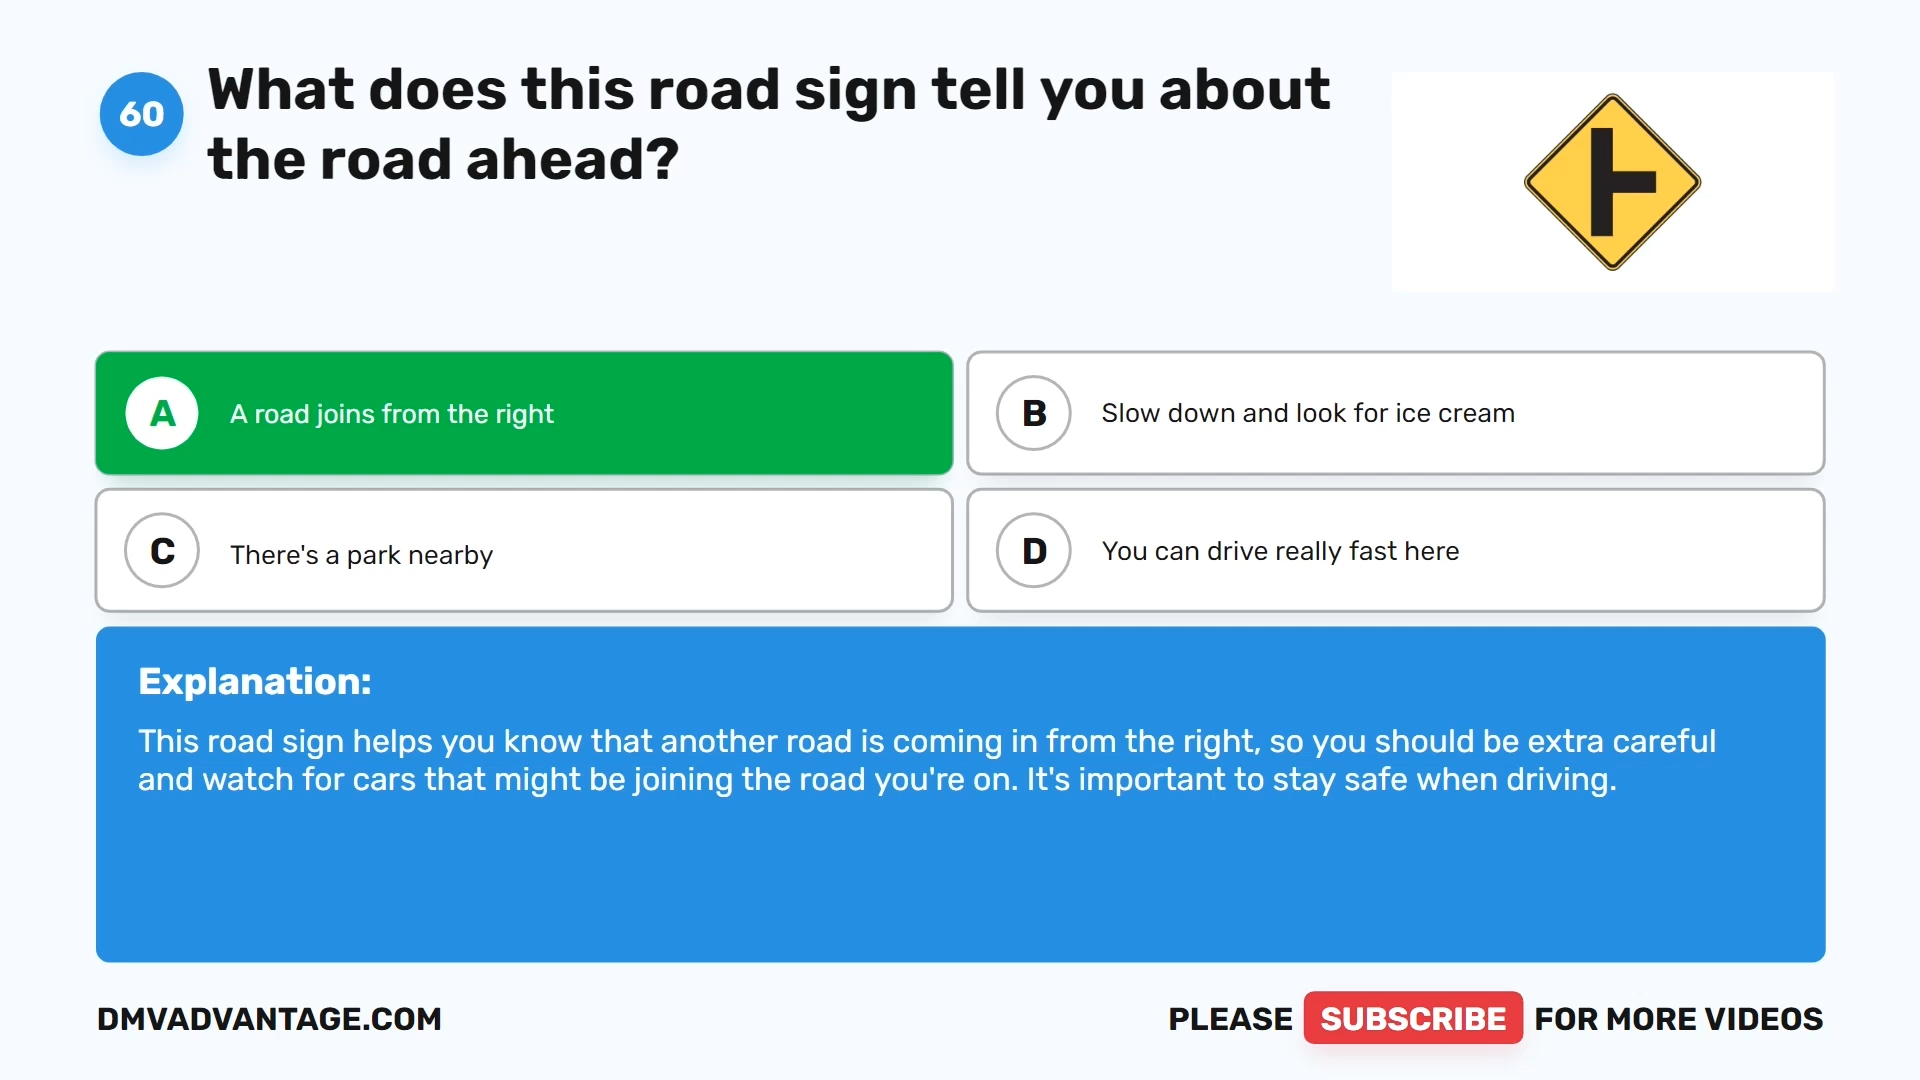 60
What does this road sign tell you about
the road ahead?
A
A road joins from the right
B
Slow down and look for ice cream
C
There's a park nearby
D
You can drive really fast here
Explanation:
This road sign helps you know that another road is coming in from the right, so you should be extra careful
and watch for cars that might be joining the road you're on. It's important to stay safe when driving.
DMVADVANTAGE.COM
PLEASE SUBSCRIBE FOR MORE VIDEOS